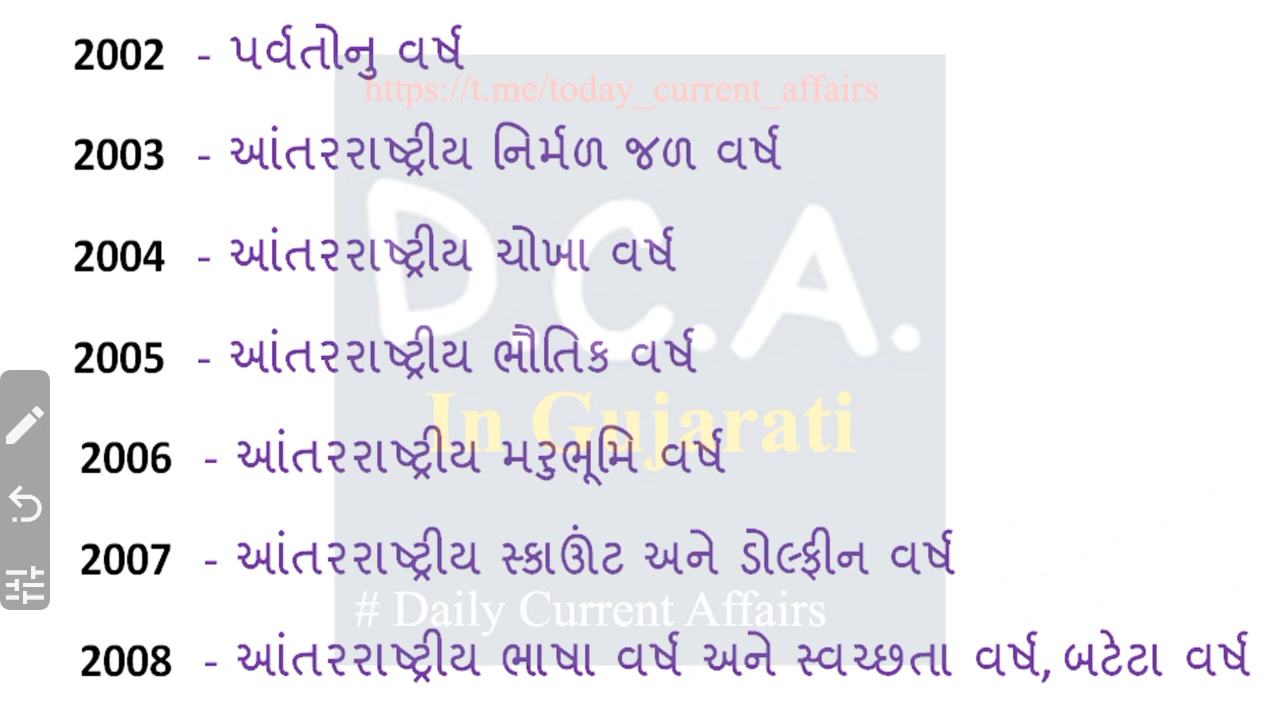 2002 - પર્વતોનુ વર્ષ
https://t.me/today_current_affairs
2003 - આંતરરાષ્ટ્રીય નિર્મળ જળ વર્ષ
D.C.A.
2004 - આંતરરાષ્ટ્રીય ચોખા વર્ષ
2005 - આંતરરાષ્ટ્રીય ભૌતિક વર્ષ
In Gujarati
2006 - આંતરરાષ્ટ્રીય મરુભૂમિ વર્ષ
2007 - આંતરરાષ્ટ્રીય સ્કાઊંટ અને ડોલ્ફીન વર્ષ
# Daily Current Affairs
2008 - આંતરરાષ્ટ્રીય ભાષા વર્ષ અને સ્વચ્છતા વર્ષ, બટેટા વર્ષ